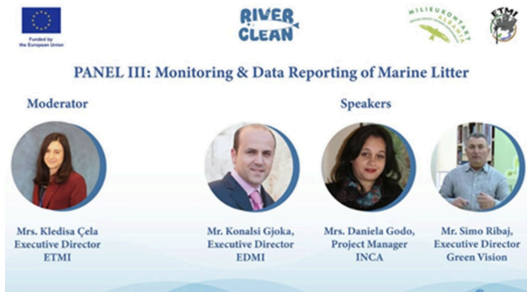 Funded by
the European Union
RIVER
CLEAN
MILIEUKONTAKT
ALBANIA
ETMI
PANEL III: Monitoring & Data Reporting of Marine Litter
Moderator
Speakers
Mrs. Kledisa Çela
Executive Director
ETMI
Mr. Konalsi Gjoka,
Executive Director
EDMI
Mrs. Daniela Godo,
Project Manager
INCA
Mr. Simo Ribaj,
Executive Director
Green Vision